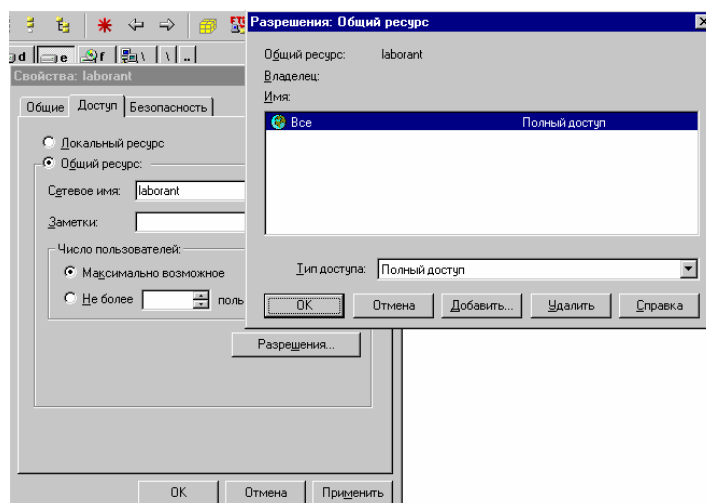 Разрешения: Общий ресурс
Общий ресурс: laborant
Владелец:
Имя:
Все Полный доступ
Тип доступа: Полный доступ
OK Отмена Добавить... Удалить Справка
d e f \ \ ..
Свойства: laborant
Общие Доступ Безопасность
Локальный ресурс
Общий ресурс:
Сетевое имя: laborant
Заметки:
Число пользователей:
Максимально возможное
Не более поль
Разрешения...
OK Отмена Применить